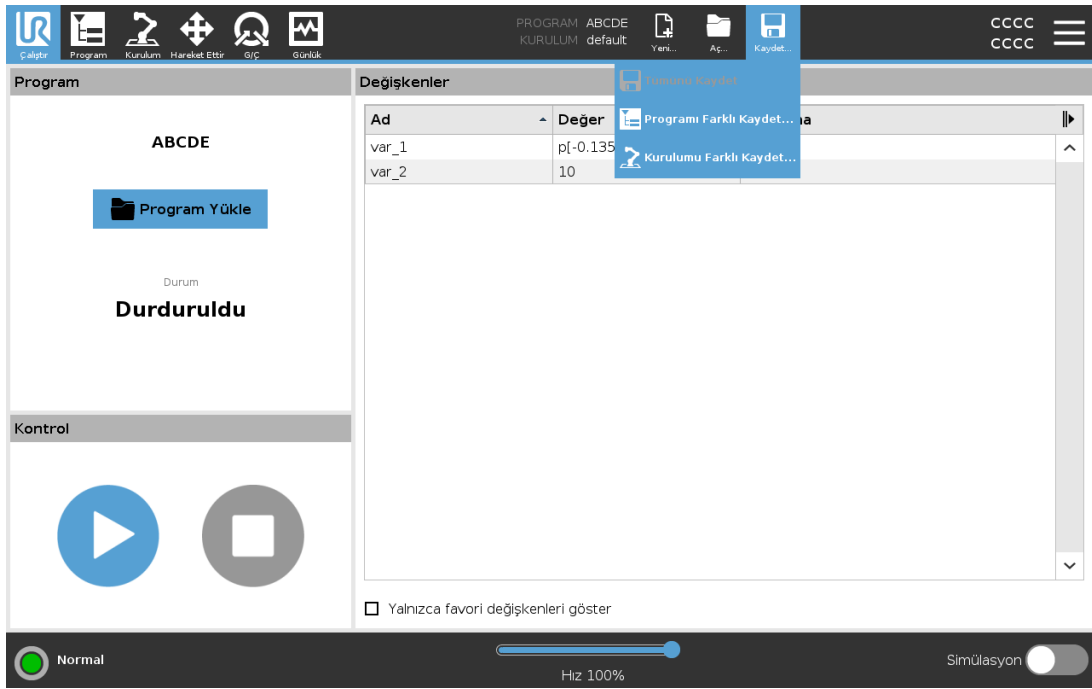 UR
Çalıştır
Program
Kurulum
Hareket Ettir
G/Ç
Günlük
PROGRAM ABCDE
KURULUM default
Yeni...
Aç...
Kaydet...
CCCC
CCCC
Tümünü Kaydet
Programı Farklı Kaydet...
Kurulumu Farklı Kaydet...
Program
ABCDE
Program Yükle
Durum
Durduruldu
Kontrol
Değişkenler
Ad Değer
var_1 p[-0.135
var_2 10
Yalnızca favori değişkenleri göster
Normal
Hız 100%
Simülasyon